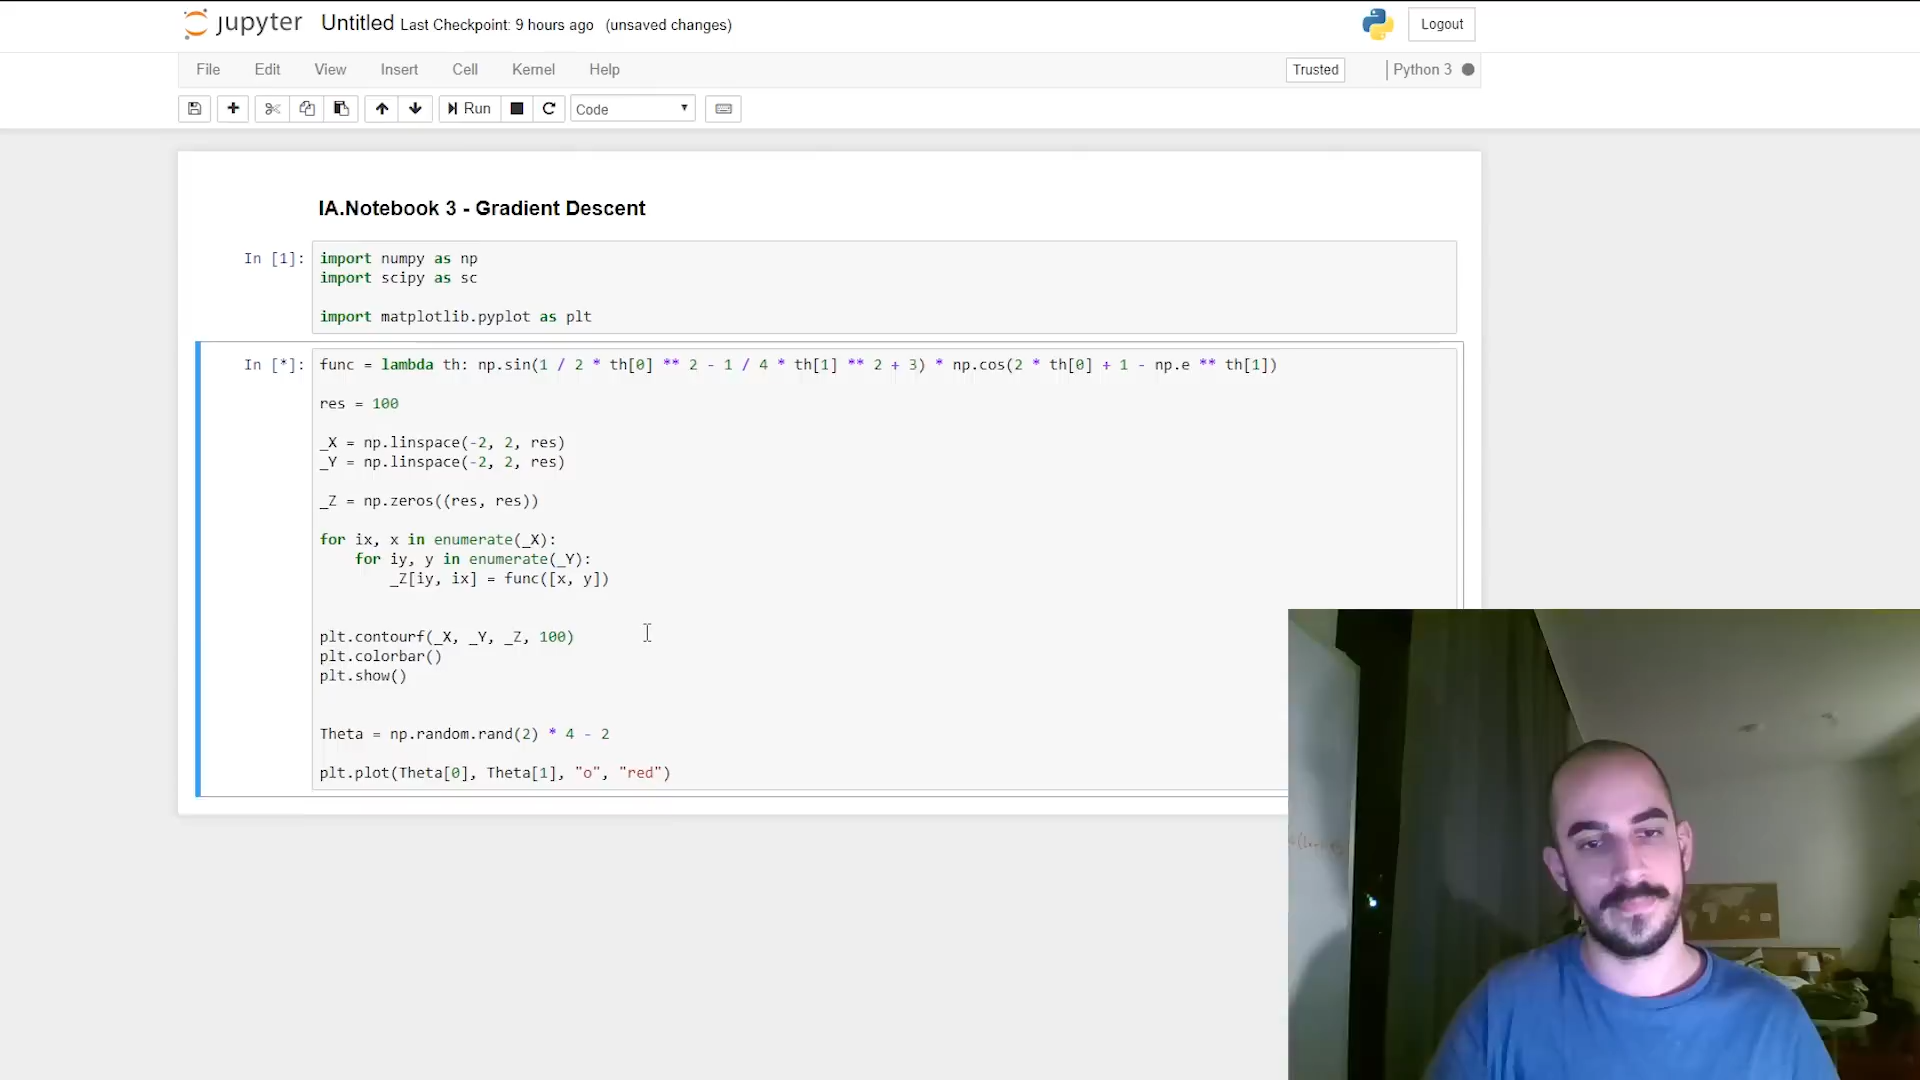 jupyter Untitled Last Checkpoint: 9 hours ago (unsaved changes) Logout
File Edit View Insert Cell Kernel Help Trusted Python 3
Run Code
IA.Notebook 3 - Gradient Descent
In [1]: import numpy as np
import scipy as sc
import matplotlib.pyplot as plt
In [*]: func = lambda th: np.sin(1 / 2 * th[0] ** 2 - 1 / 4 * th[1] ** 2 + 3) * np.cos(2 * th[0] + 1 - np.e ** th[1])
res = 100
_X = np.linspace(-2, 2, res)
_Y = np.linspace(-2, 2, res)
_Z = np.zeros((res, res))
for ix, x in enumerate(_X):
for iy, y in enumerate(_Y):
_Z[iy, ix] = func([x, y])
plt.contourf(_X, _Y, _Z, 100)
plt.colorbar()
plt.show()
Theta = np.random.rand(2) * 4 - 2
plt.plot(Theta[0], Theta[1], "o", "red")